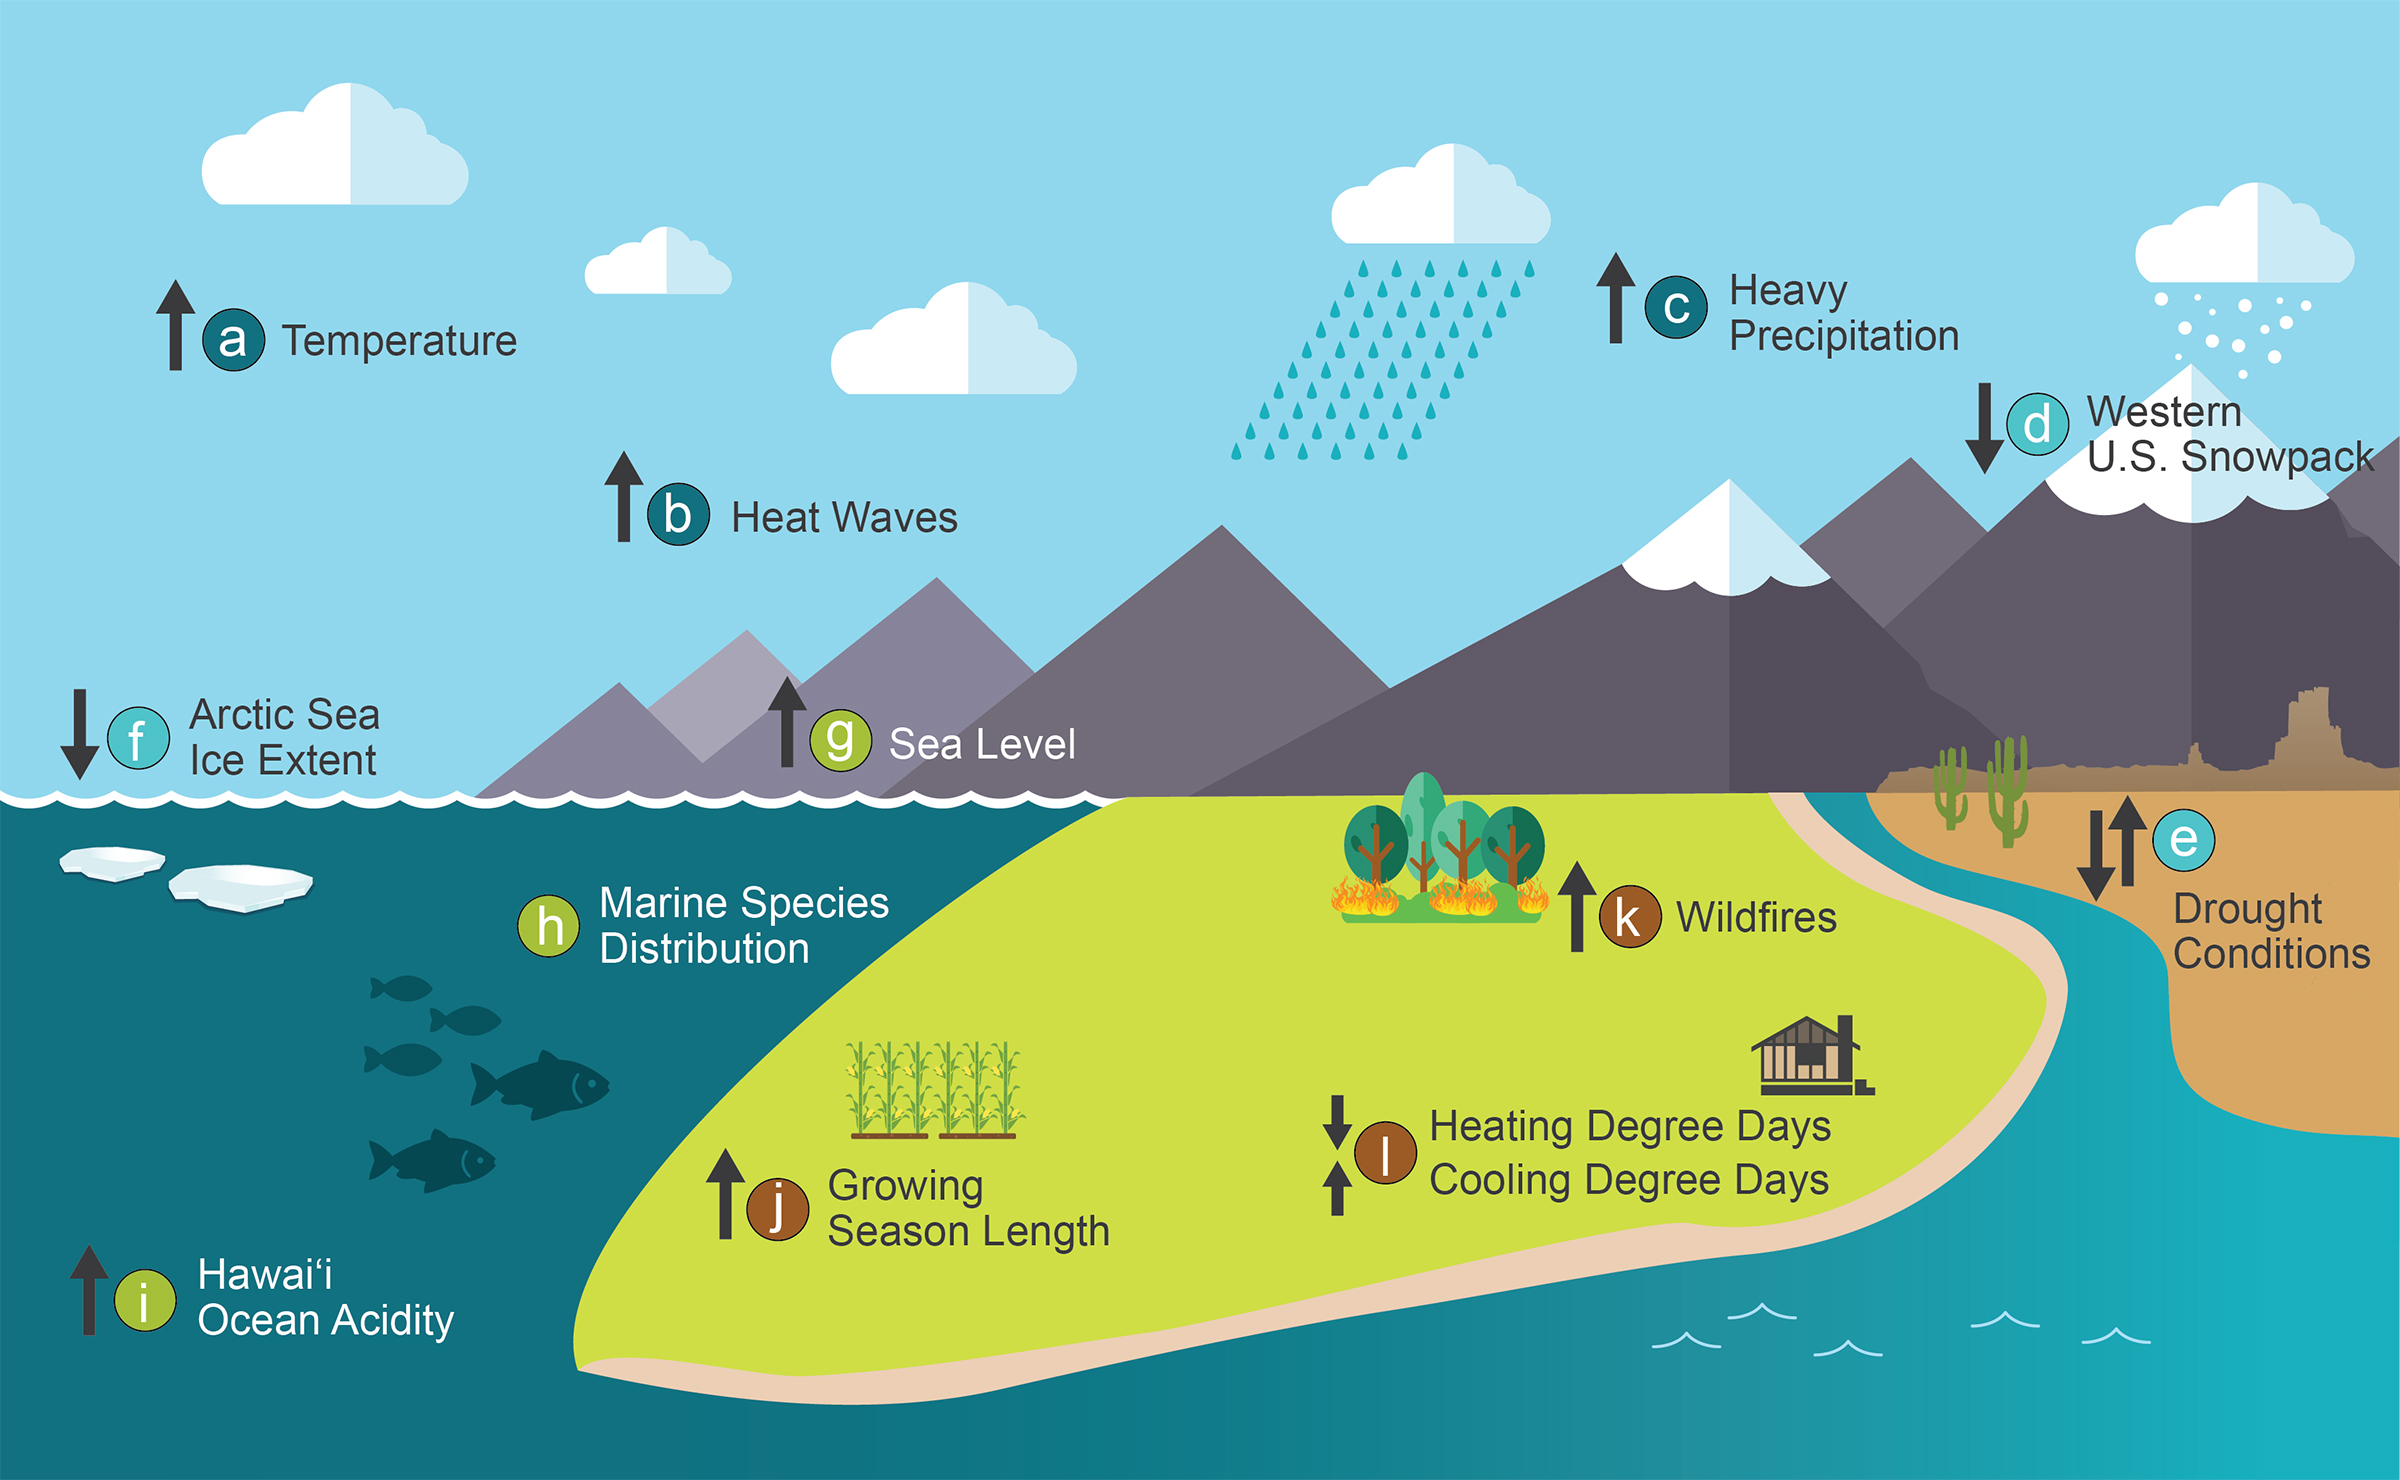 a Temperature
b Heat Waves
c Heavy
Precipitation
d Western
U.S. Snowpack
e
Drought
Conditions
f Arctic Sea
Ice Extent
g Sea Level
h Marine Species
Distribution
i Hawai‘i
Ocean Acidity
j Growing
Season Length
k Wildfires
l Heating Degree Days
Cooling Degree Days